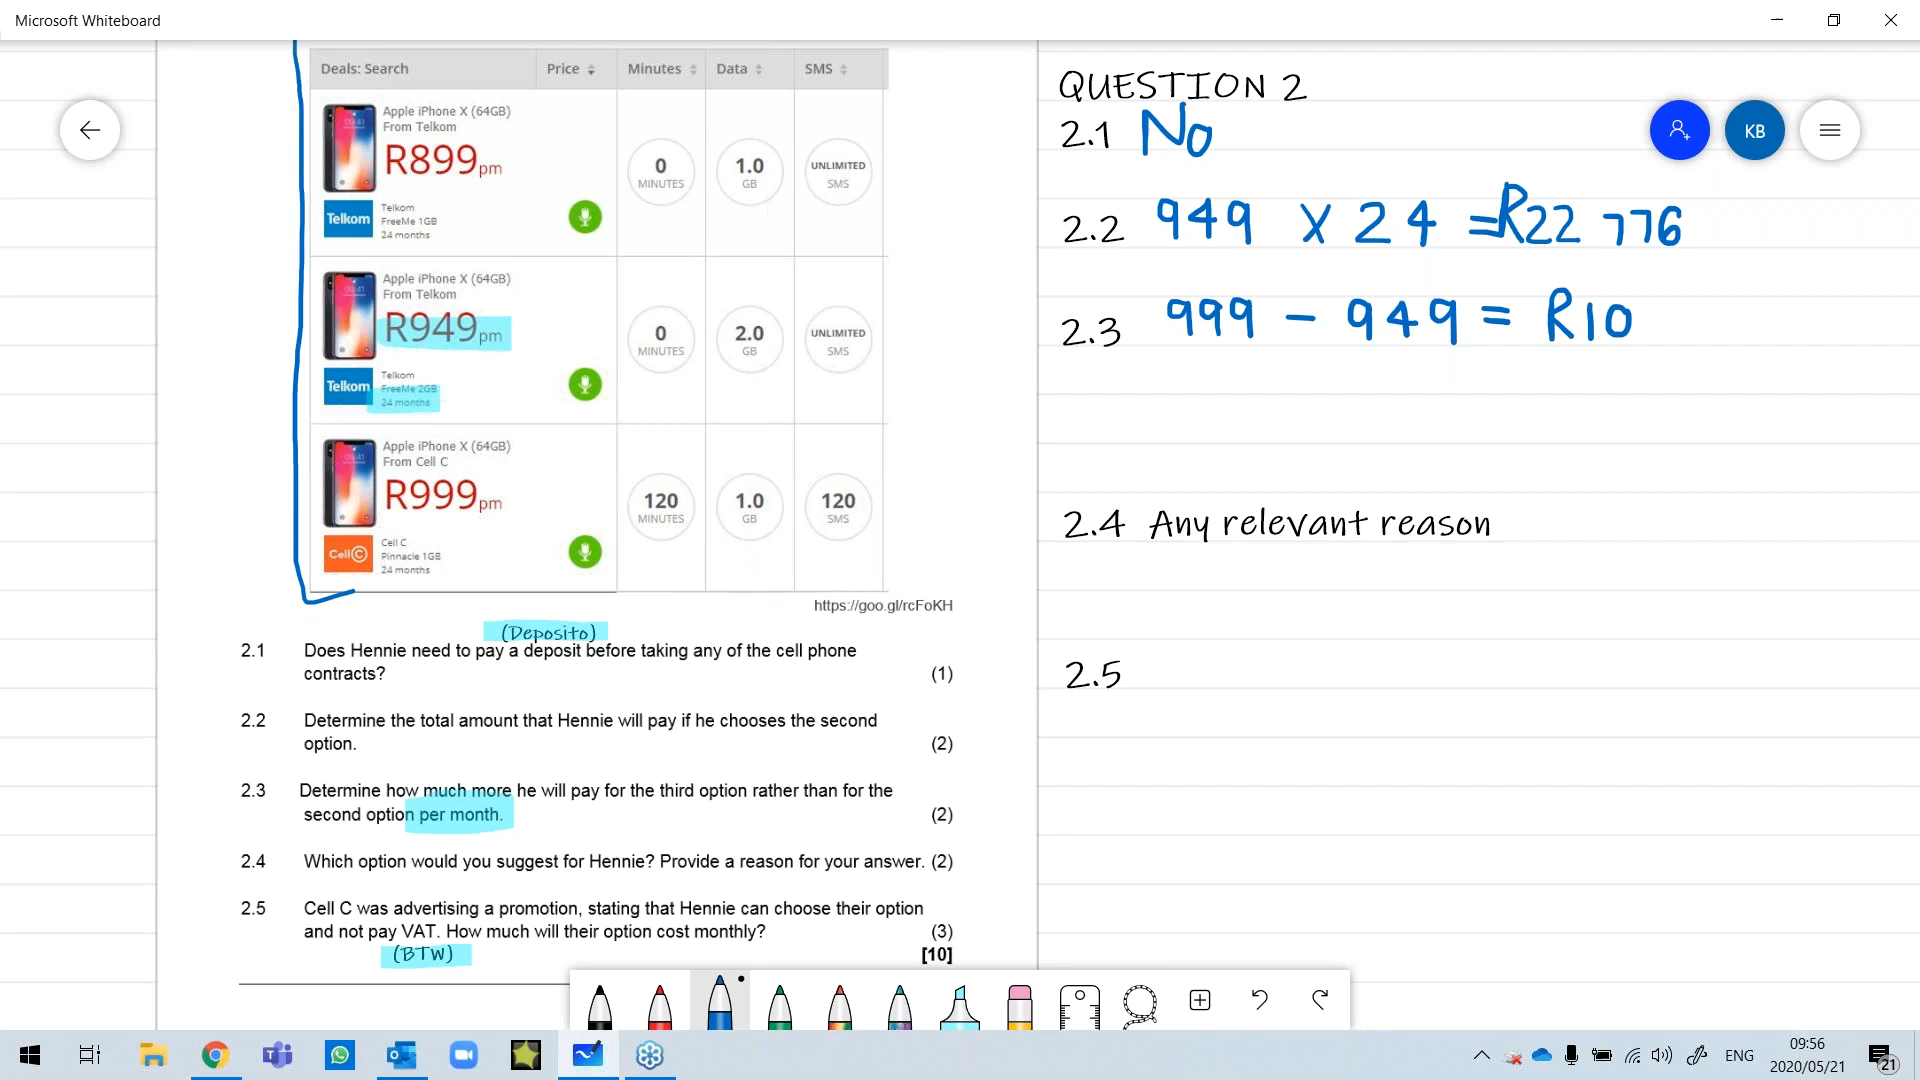 Microsoft Whiteboard
Deals: Search Price Minutes Data SMS
Apple iPhone X (64GB)
From Telkom
R899pm
Telkom
Telkom
FreeMe 1GB
24 months
0
MINUTES
1.0
GB
UNLIMITED
SMS
Apple iPhone X (64GB)
From Telkom
R949pm
Telkom
Telkom
FreeMe 2GB
24 months
0
MINUTES
2.0
GB
UNLIMITED
SMS
Apple iPhone X (64GB)
From Cell C
R999pm
Cell C
Cell C
Pinnacle 1GB
24 months
120
MINUTES
1.0
GB
120
SMS
https://goo.gl/rcFoKH
(Deposito)
2.1 Does Hennie need to pay a deposit before taking any of the cell phone
contracts? (1)
2.2 Determine the total amount that Hennie will pay if he chooses the second
option. (2)
2.3 Determine how much more he will pay for the third option rather than for the
second option per month. (2)
2.4 Which option would you suggest for Hennie? Provide a reason for your answer. (2)
2.5 Cell C was advertising a promotion, stating that Hennie can choose their option
and not pay VAT. How much will their option cost monthly? (3)
(BTW) [10]
QUESTION 2
2.1 No
2.2 949 x 24 = R22 776
2.3 999 - 949 = R10
2.4 Any relevant reason
2.5
KB
ENG
09:56
2020/05/21
21